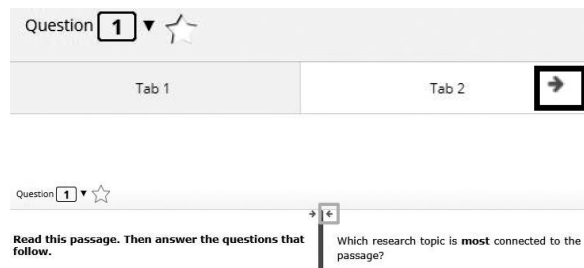 Question 1
Tab 1 Tab 2
Question 1
Read this passage. Then answer the questions that
follow.
Which research topic is most connected to the
passage?